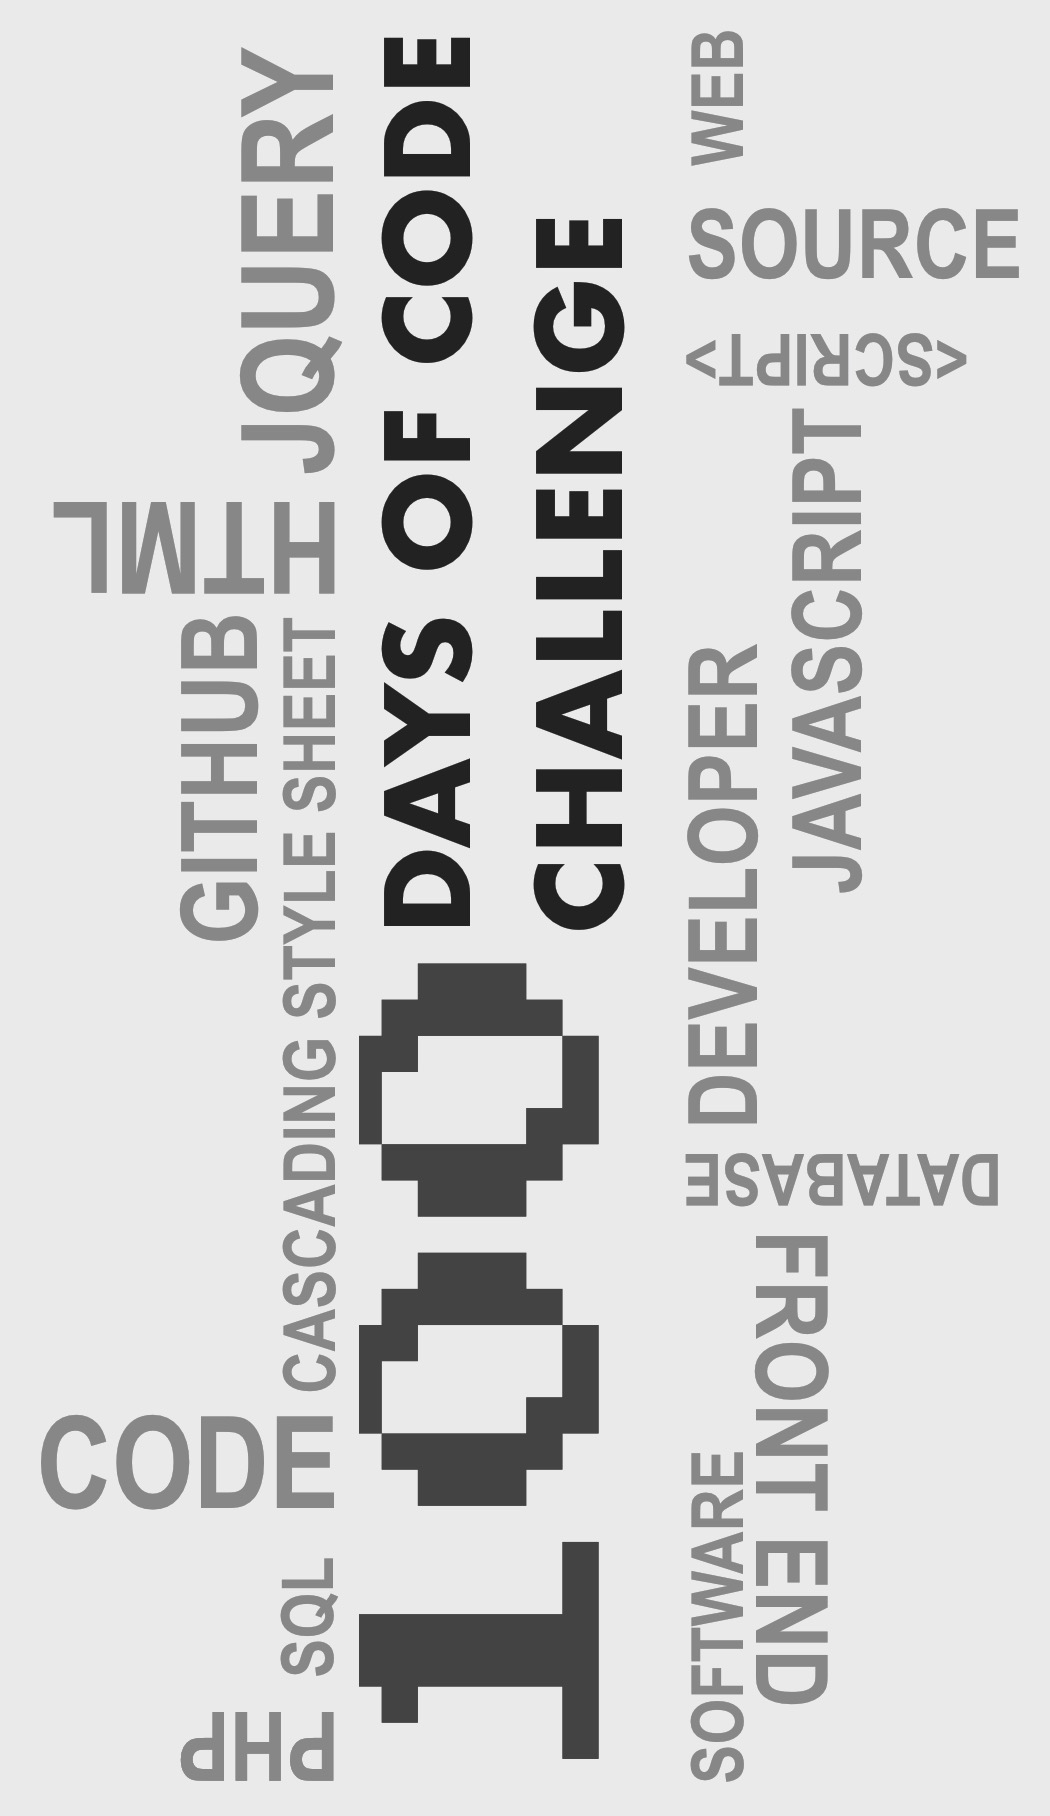 100
DAYS OF CODE
CHALLENGE
JQUERY
HTML
GITHUB
CASCADING STYLE SHEET
CODE
SQL
PHP
WEB
SOURCE
<SCRIPT>
JAVASCRIPT
DEVELOPER
DATABASE
FRONT END
SOFTWARE